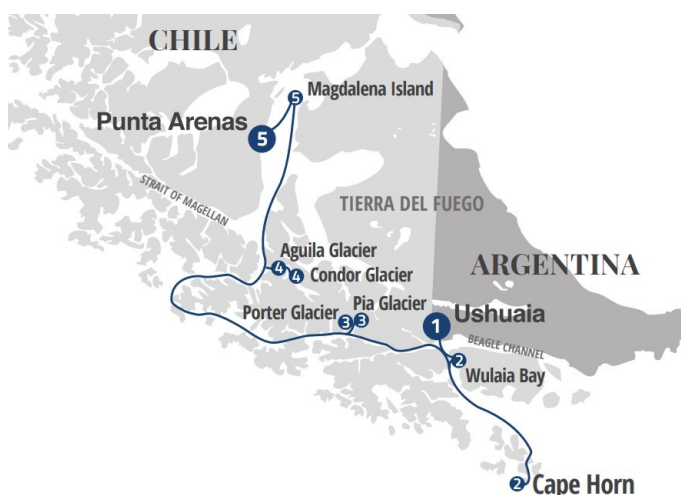 CHILE
5
Magdalena Island
Punta Arenas
5
STRAIT OF MAGELLAN
TIERRA DEL FUEGO
Aguila Glacier
4
4
Condor Glacier
ARGENTINA
Pia Glacier
Porter Glacier
3
3
1
Ushuaia
BEAGLE CHANNEL
2
Wulaia Bay
2
Cape Horn